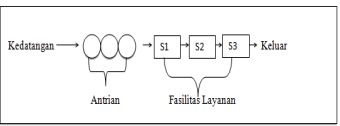 Kedatangan S1 S2 S3 Keluar
Antrian Fasilitas Layanan